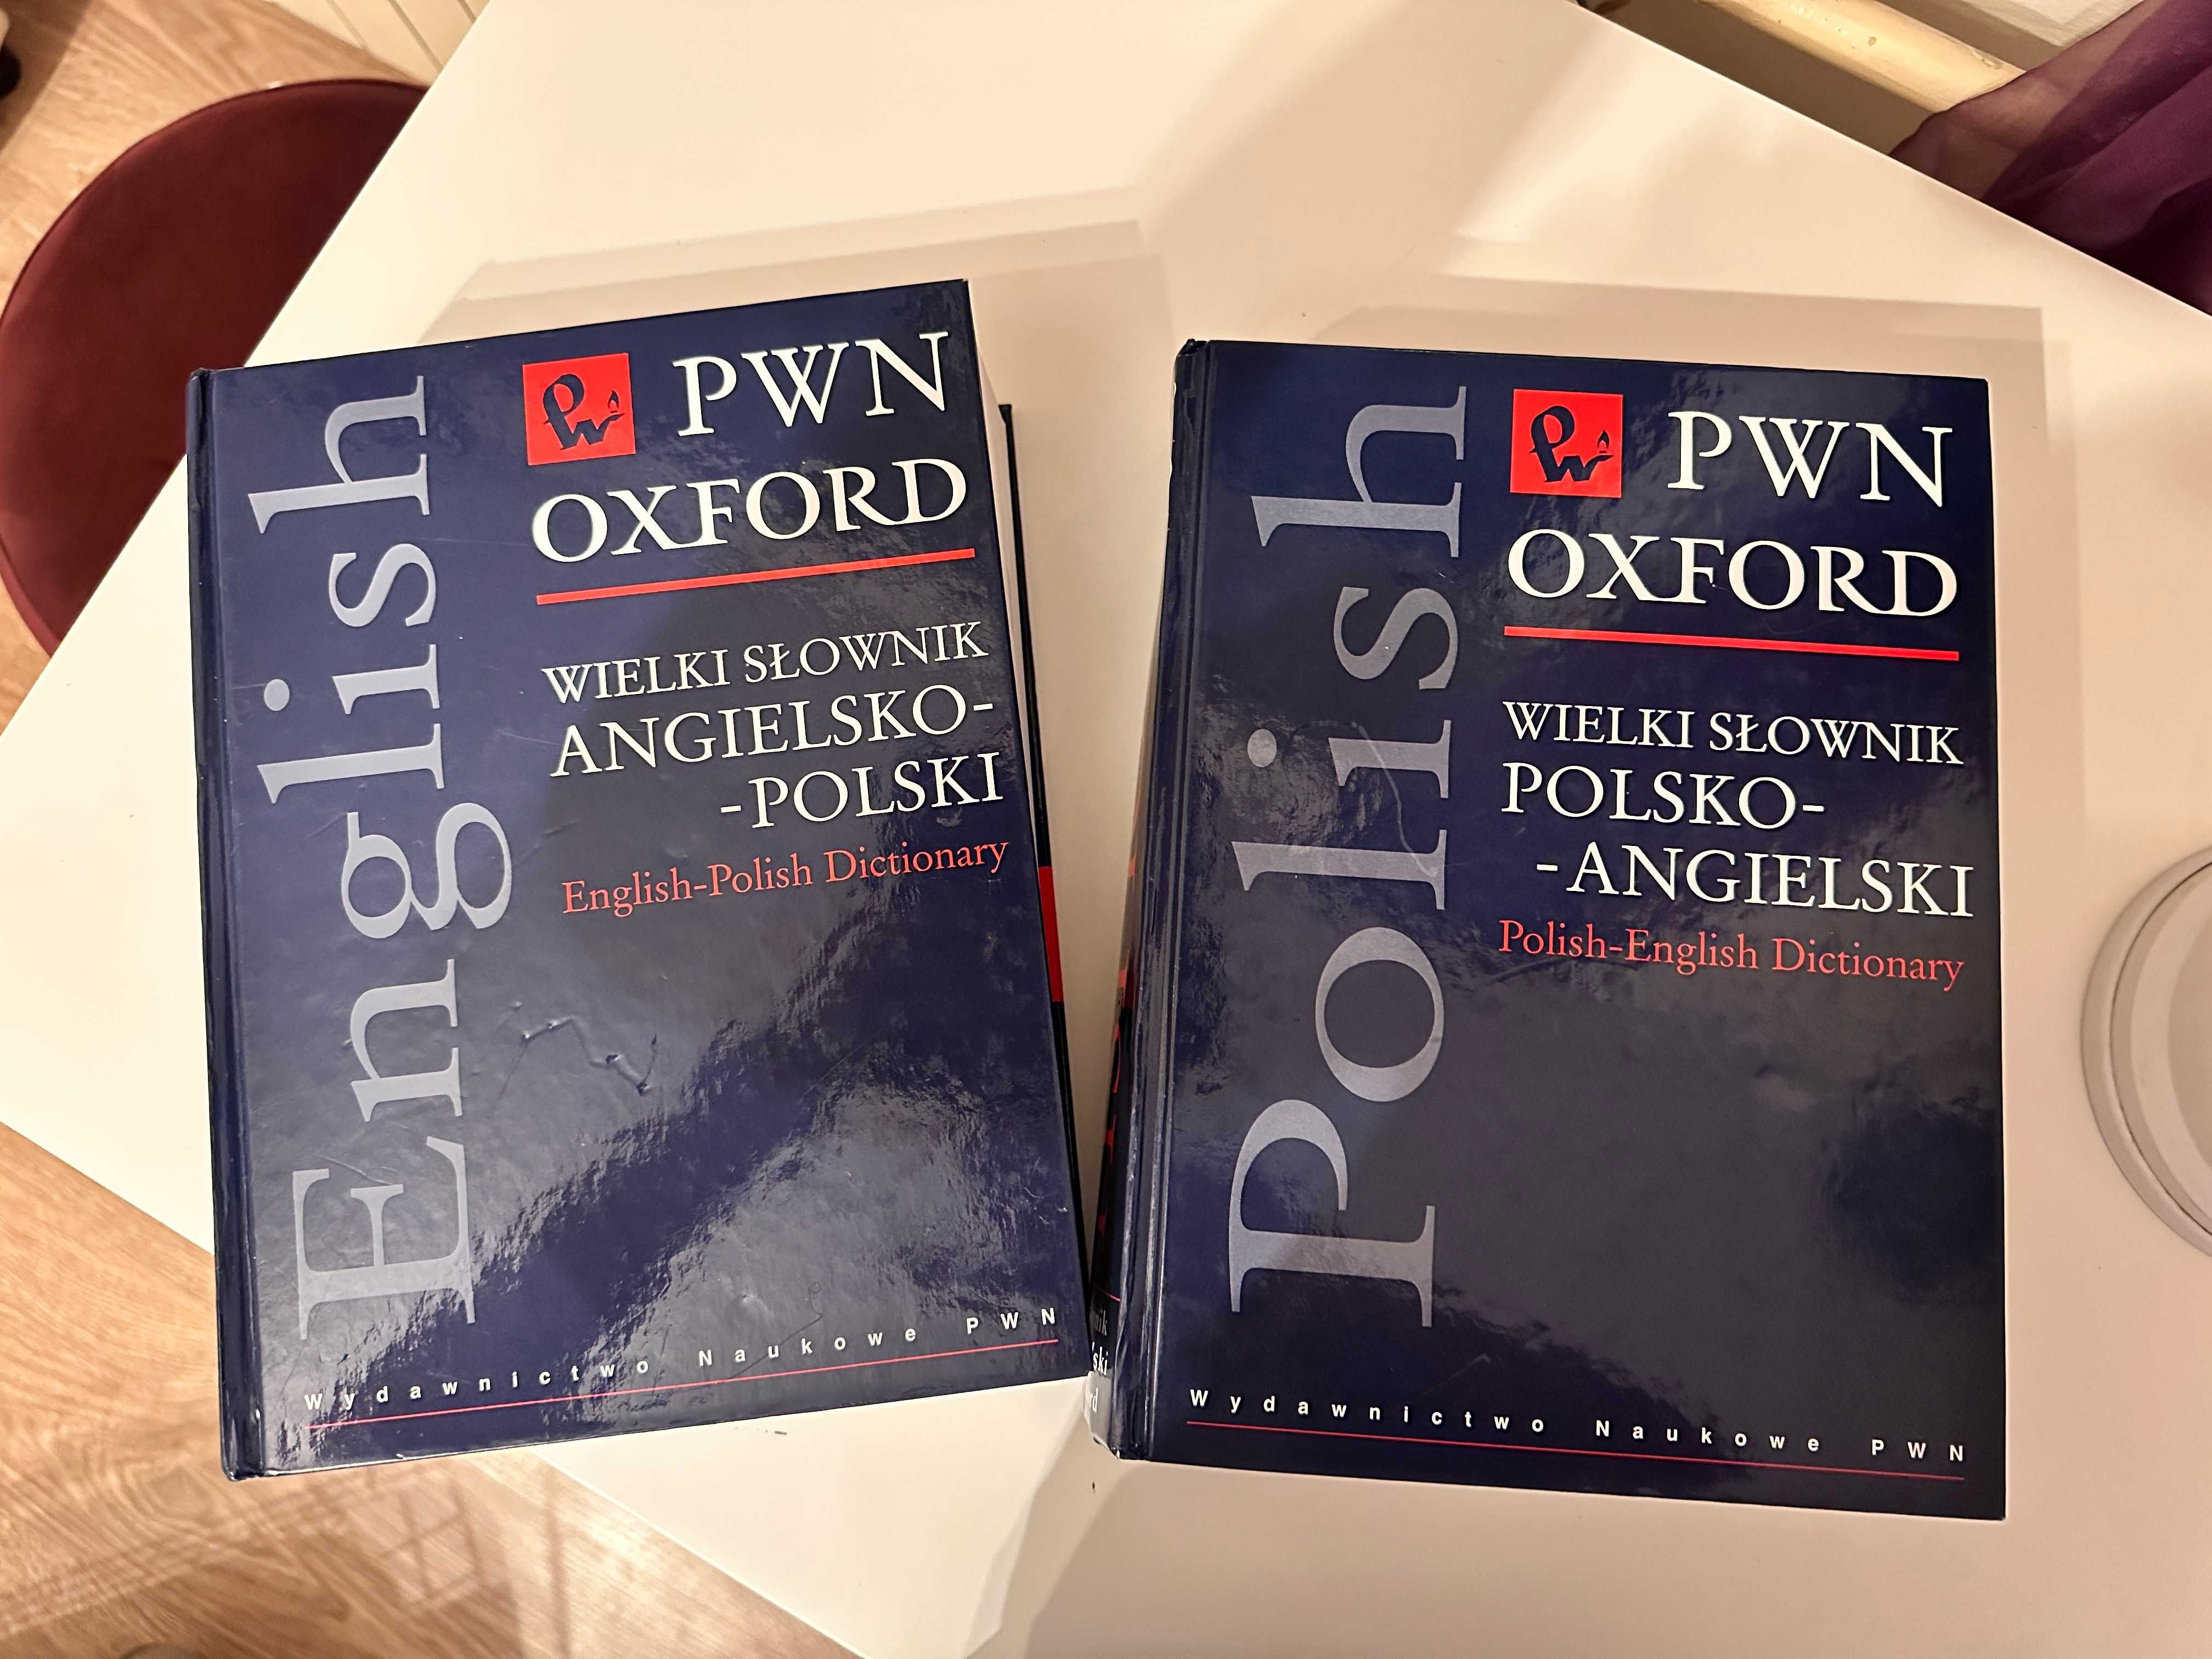 English
PWN
OXFORD
WIELKI SŁOWNIK
ANGIELSKO-
-POLSKI
English-Polish Dictionary
Wydawnictwo Naukowe PWN
Polish
PWN
OXFORD
WIELKI SŁOWNIK
POLSKO-
-ANGIELSKI
Polish-English Dictionary
Wydawnictwo Naukowe PWN